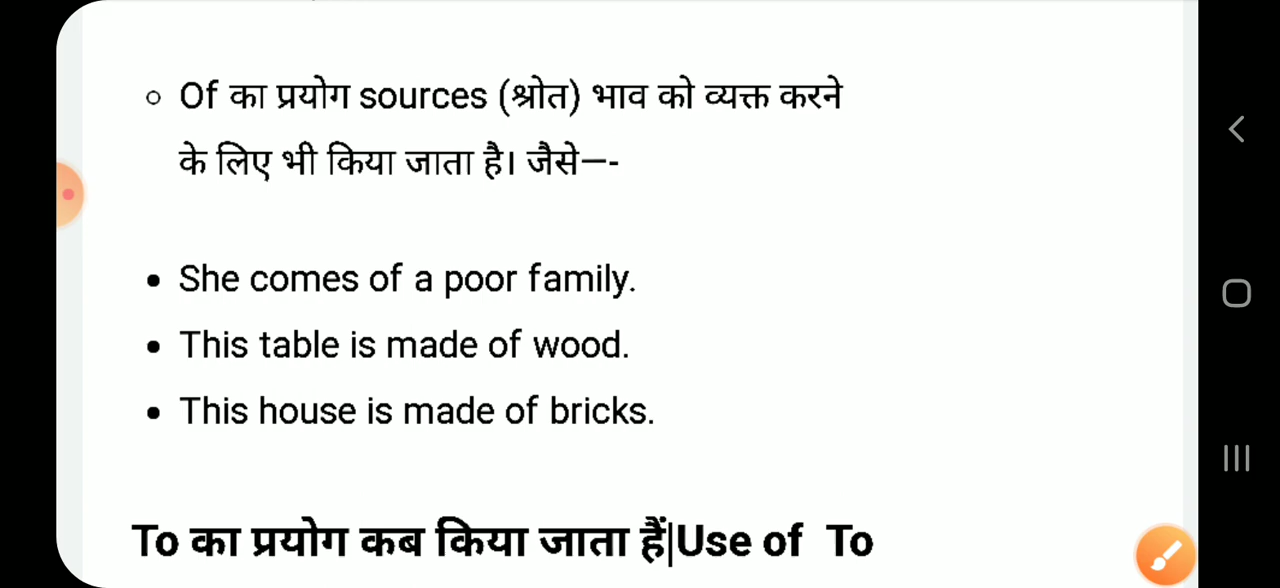 Of का प्रयोग sources (श्रोत) भाव को व्यक्त करने
के लिए भी किया जाता है। जैसे—-
She comes of a poor family.
This table is made of wood.
This house is made of bricks.
To का प्रयोग कब किया जाता हैं|Use of To